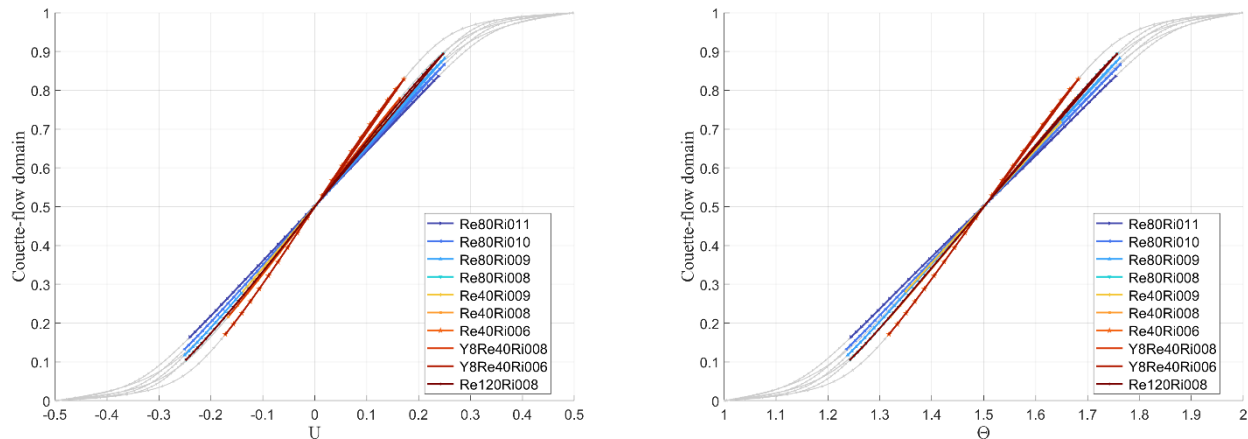 1
0.9
0.8
0.7
0.6
0.5
0.4
0.3
0.2
0.1
0
Couette-flow domain
-0.5 -0.4 -0.3 -0.2 -0.1 0 0.1 0.2 0.3 0.4 0.5
U
Re80Ri011
Re80Ri010
Re80Ri009
Re80Ri008
Re40Ri009
Re40Ri008
Re40Ri006
Y8Re40Ri008
Y8Re40Ri006
Re120Ri008
1
0.9
0.8
0.7
0.6
0.5
0.4
0.3
0.2
0.1
0
Couette-flow domain
1 1.1 1.2 1.3 1.4 1.5 1.6 1.7 1.8 1.9 2
Θ
Re80Ri011
Re80Ri010
Re80Ri009
Re80Ri008
Re40Ri009
Re40Ri008
Re40Ri006
Y8Re40Ri008
Y8Re40Ri006
Re120Ri008